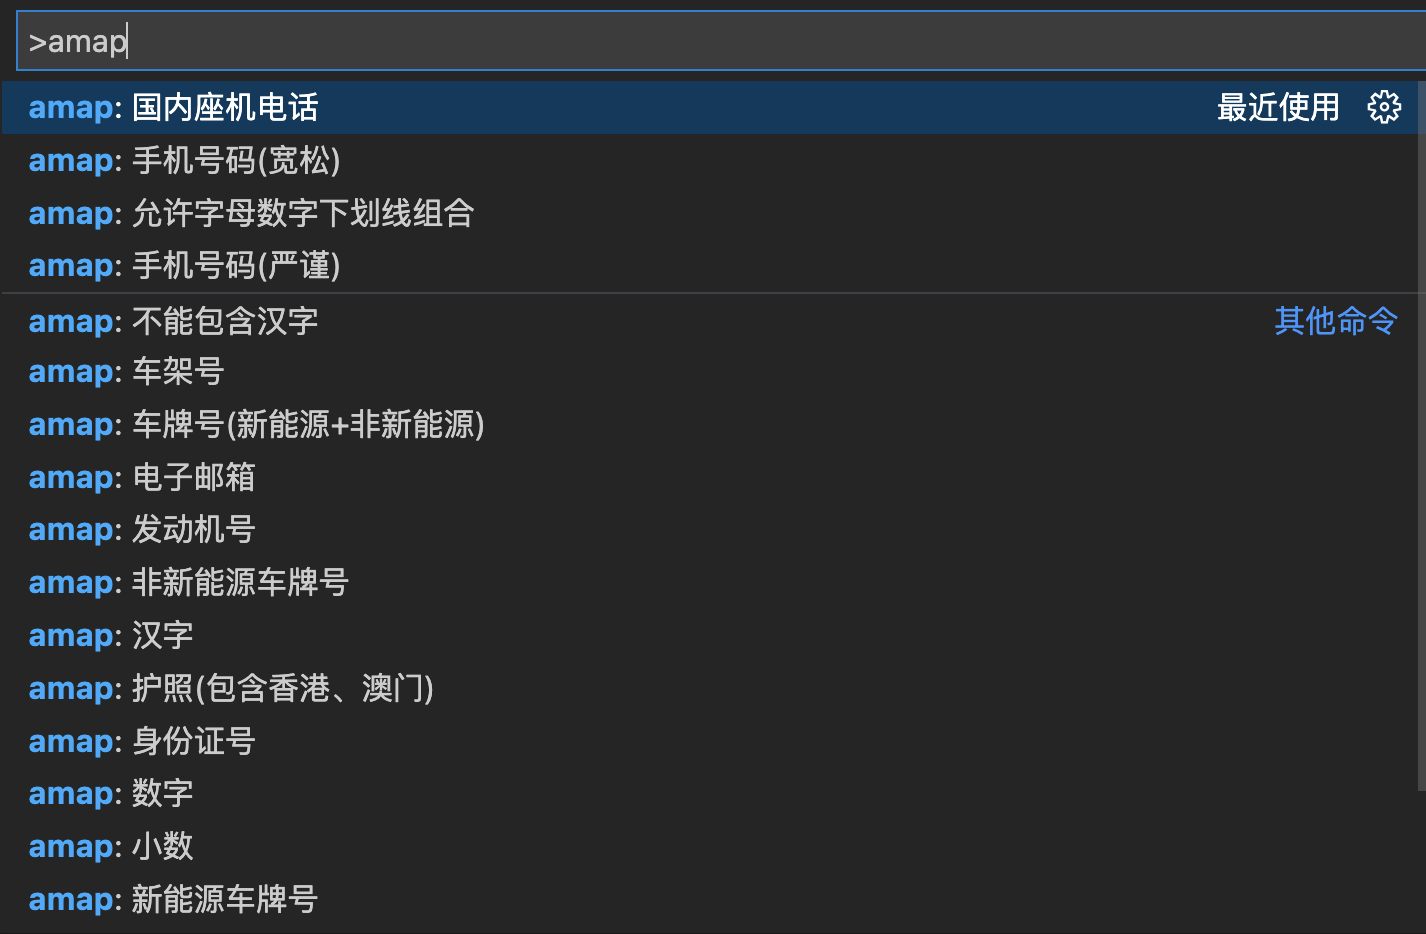 >amap
amap: 国内座机电话 最近使用
amap: 手机号码(宽松)
amap: 允许字母数字下划线组合
amap: 手机号码(严谨)
amap: 不能包含汉字 其他命令
amap: 车架号
amap: 车牌号(新能源+非新能源)
amap: 电子邮箱
amap: 发动机号
amap: 非新能源车牌号
amap: 汉字
amap: 护照(包含香港、澳门)
amap: 身份证号
amap: 数字
amap: 小数
amap: 新能源车牌号